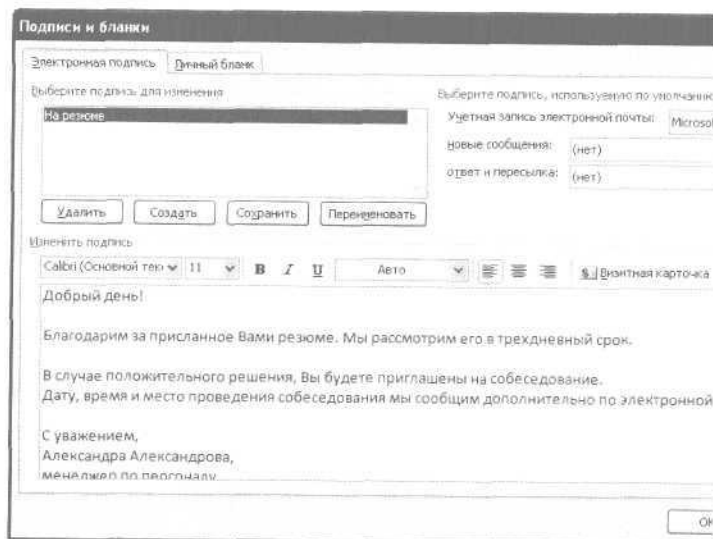 Подписи и бланки
Электронная подпись Личный бланк
Выберите подпись для изменения
Выберите подпись, используемую по умолчанию
На резюме
Учетная запись электронной почты: Microsof
новые сообщения: (нет)
ответ и пересылка: (нет)
Удалить Создать Сохранить Переименовать
Изменить подпись
Calibri (Основной тек 11 B I U Авто Визитная карточка
Добрый день!
Благодарим за присланное Вами резюме. Мы рассмотрим его в трехдневный срок.
В случае положительного решения, Вы будете приглашены на собеседование.
Дату, время и место проведения собеседования мы сообщим дополнительно по электронной
С уважением,
Александра Александрова,
менеджер по персоналу
ОК